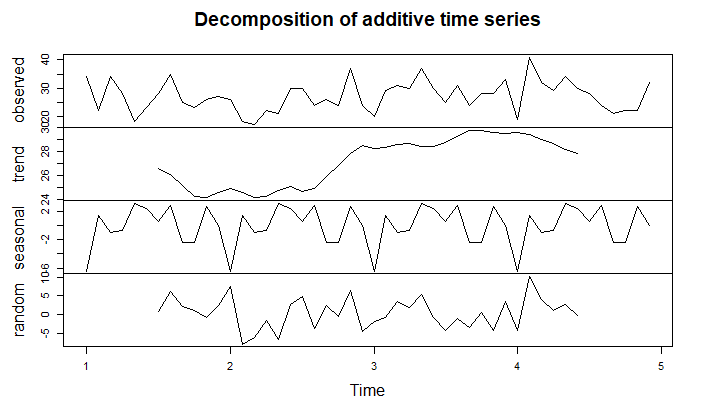 Decomposition of additive time series
observed
20 30 40
trend
24 26 28 30
seasonal
-6 -2 2
random
-5 0 5 10
1 2 3 4 5
Time